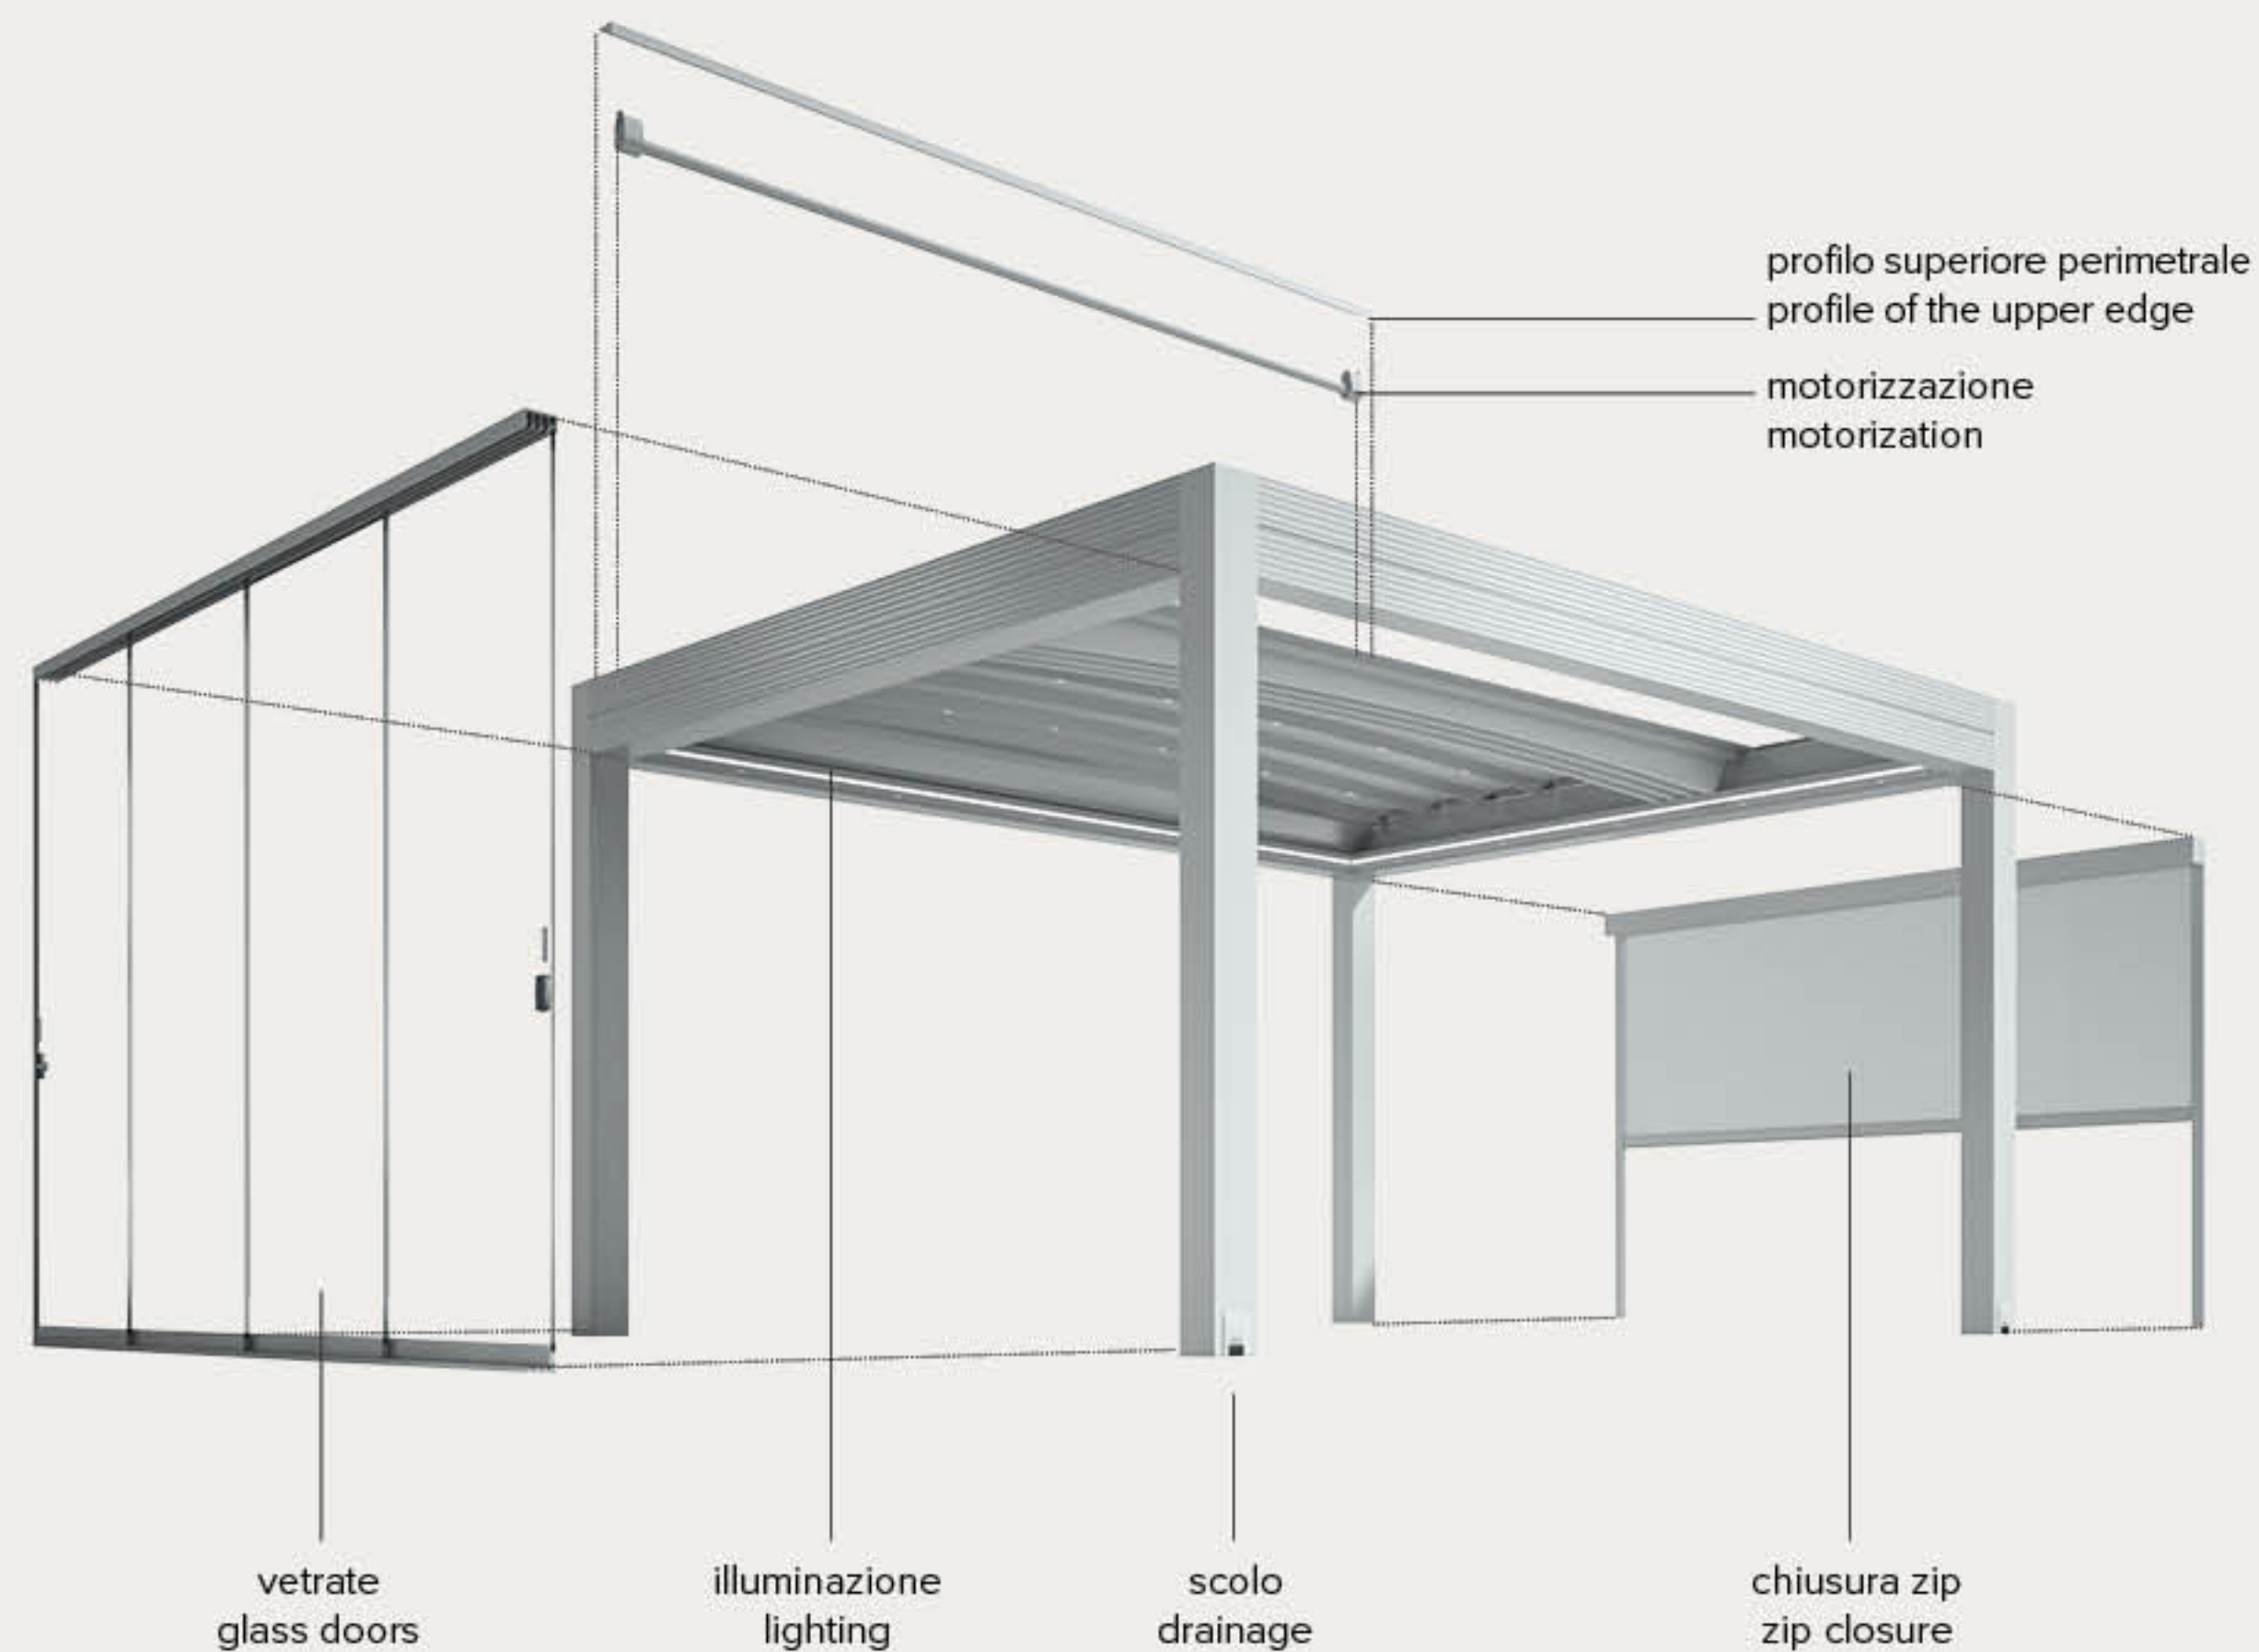 profilo superiore perimetrale
profile of the upper edge
motorizzazione
motorization
vetrate
glass doors
illuminazione
lighting
scolo
drainage
chiusura zip
zip closure